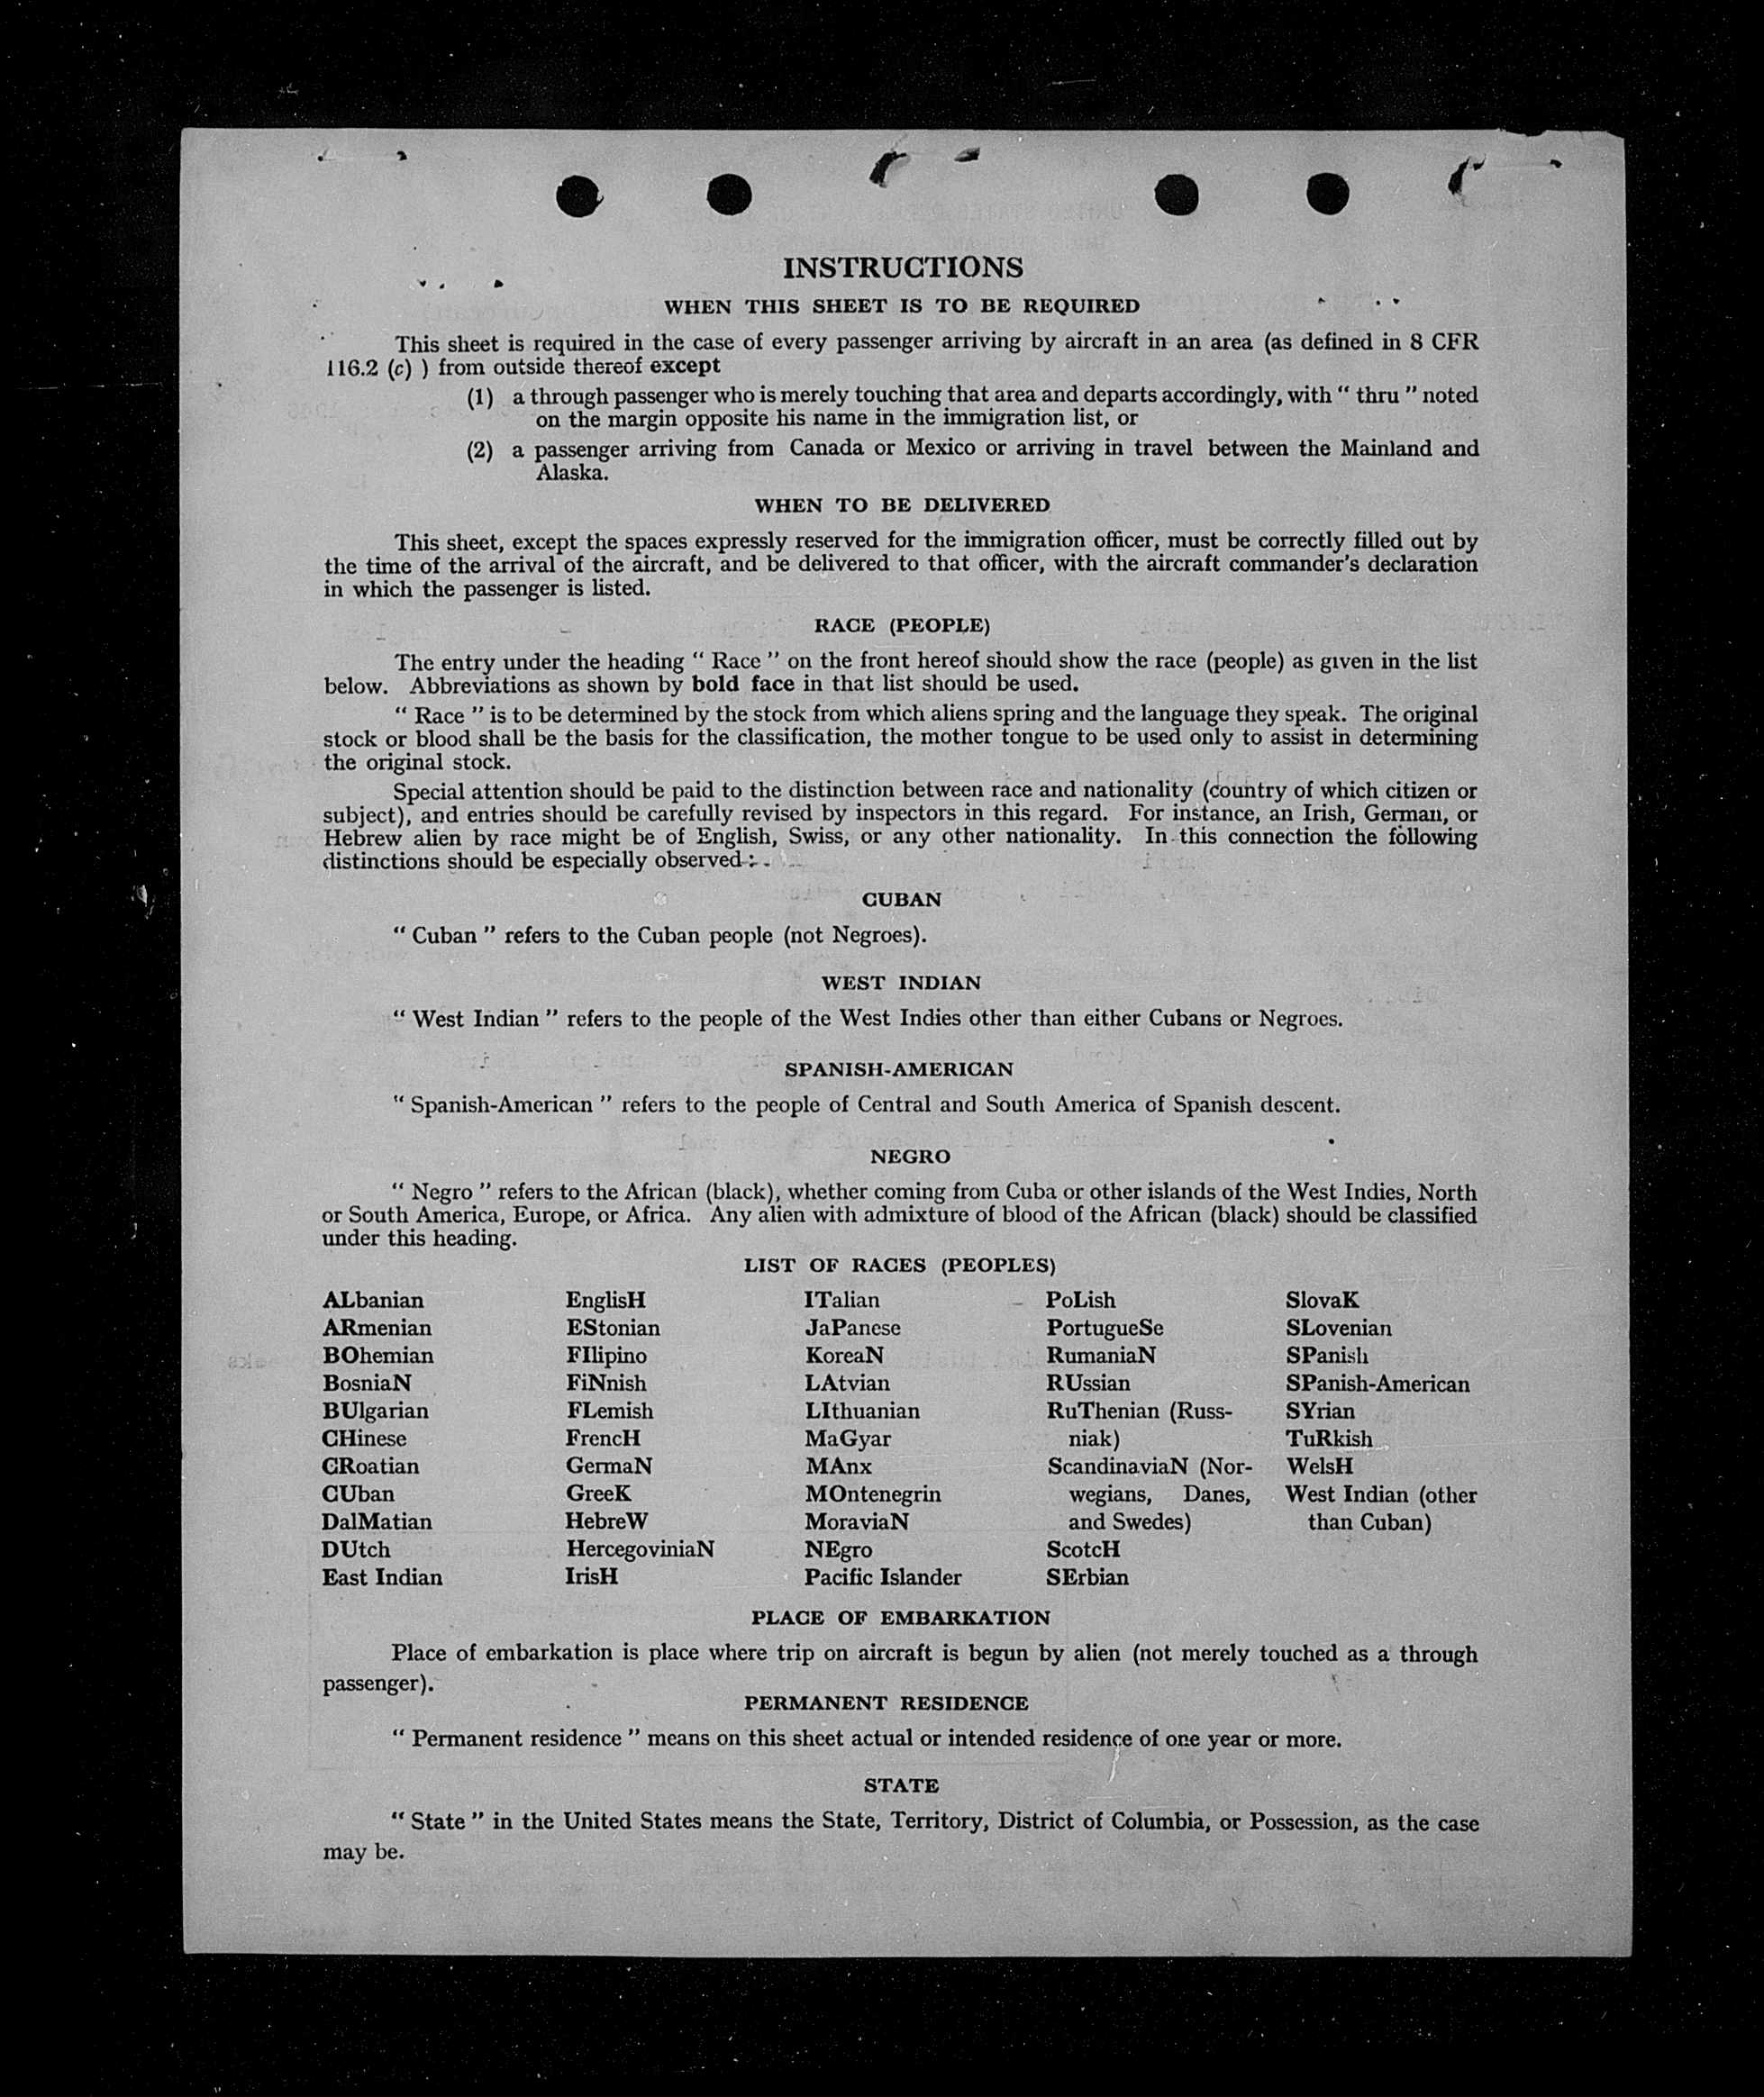 INSTRUCTIONS
WHEN THIS SHEET IS TO BE REQUIRED
This sheet is required in the case of every passenger arriving by aircraft in an area (as defined in 8 CFR
116.2 (c) ) from outside thereof except
(1) a through passenger who is merely touching that area and departs accordingly, with “ thru ” noted
on the margin opposite his name in the immigration list, or
(2) a passenger arriving from Canada or Mexico or arriving in travel between the Mainland and
Alaska.
WHEN TO BE DELIVERED
This sheet, except the spaces expressly reserved for the immigration officer, must be correctly filled out by
the time of the arrival of the aircraft, and be delivered to that officer, with the aircraft commander's declaration
in which the passenger is listed.
RACE (PEOPLE)
The entry under the heading “ Race ” on the front hereof should show the race (people) as given in the list
below. Abbreviations as shown by bold face in that list should be used.
“ Race ” is to be determined by the stock from which aliens spring and the language they speak. The original
stock or blood shall be the basis for the classification, the mother tongue to be used only to assist in determining
the original stock.
Special attention should be paid to the distinction between race and nationality (country of which citizen or
subject), and entries should be carefully revised by inspectors in this regard. For instance, an Irish, German, or
Hebrew alien by race might be of English, Swiss, or any other nationality. In this connection the following
distinctions should be especially observed:
CUBAN
“ Cuban ” refers to the Cuban people (not Negroes).
WEST INDIAN
“ West Indian ” refers to the people of the West Indies other than either Cubans or Negroes.
SPANISH-AMERICAN
“ Spanish-American ” refers to the people of Central and South America of Spanish descent.
NEGRO
“ Negro ” refers to the African (black), whether coming from Cuba or other islands of the West Indies, North
or South America, Europe, or Africa. Any alien with admixture of blood of the African (black) should be classified
under this heading.
LIST OF RACES (PEOPLES)
ALbanian
ARmenian
BOhemian
BosniaN
BUlgarian
CHinese
CRoatian
CUban
DalMatian
DUtch
East Indian
EnglisH
EStonian
FIlipino
FiNnish
FLemish
FrencH
GermaN
GreeK
HebreW
HercegoviniaN
IrisH
ITalian
JaPanese
KoreaN
LAtvian
LIthuanian
MaGyar
MAnx
MOntenegrin
MoraviaN
NEgro
Pacific Islander
PoLish
PortugueSe
RumaniaN
RUssian
RuThenian (Russ-
niak)
ScandinaviaN (Nor-
wegians, Danes,
and Swedes)
ScotcH
SErbian
SlovaK
SLovenian
SPanish
SPanish-American
SYrian
TuRkish
WelsH
West Indian (other
than Cuban)
PLACE OF EMBARKATION
Place of embarkation is place where trip on aircraft is begun by alien (not merely touched as a through
passenger).
PERMANENT RESIDENCE
“ Permanent residence ” means on this sheet actual or intended residence of one year or more.
STATE
“ State ” in the United States means the State, Territory, District of Columbia, or Possession, as the case
may be.